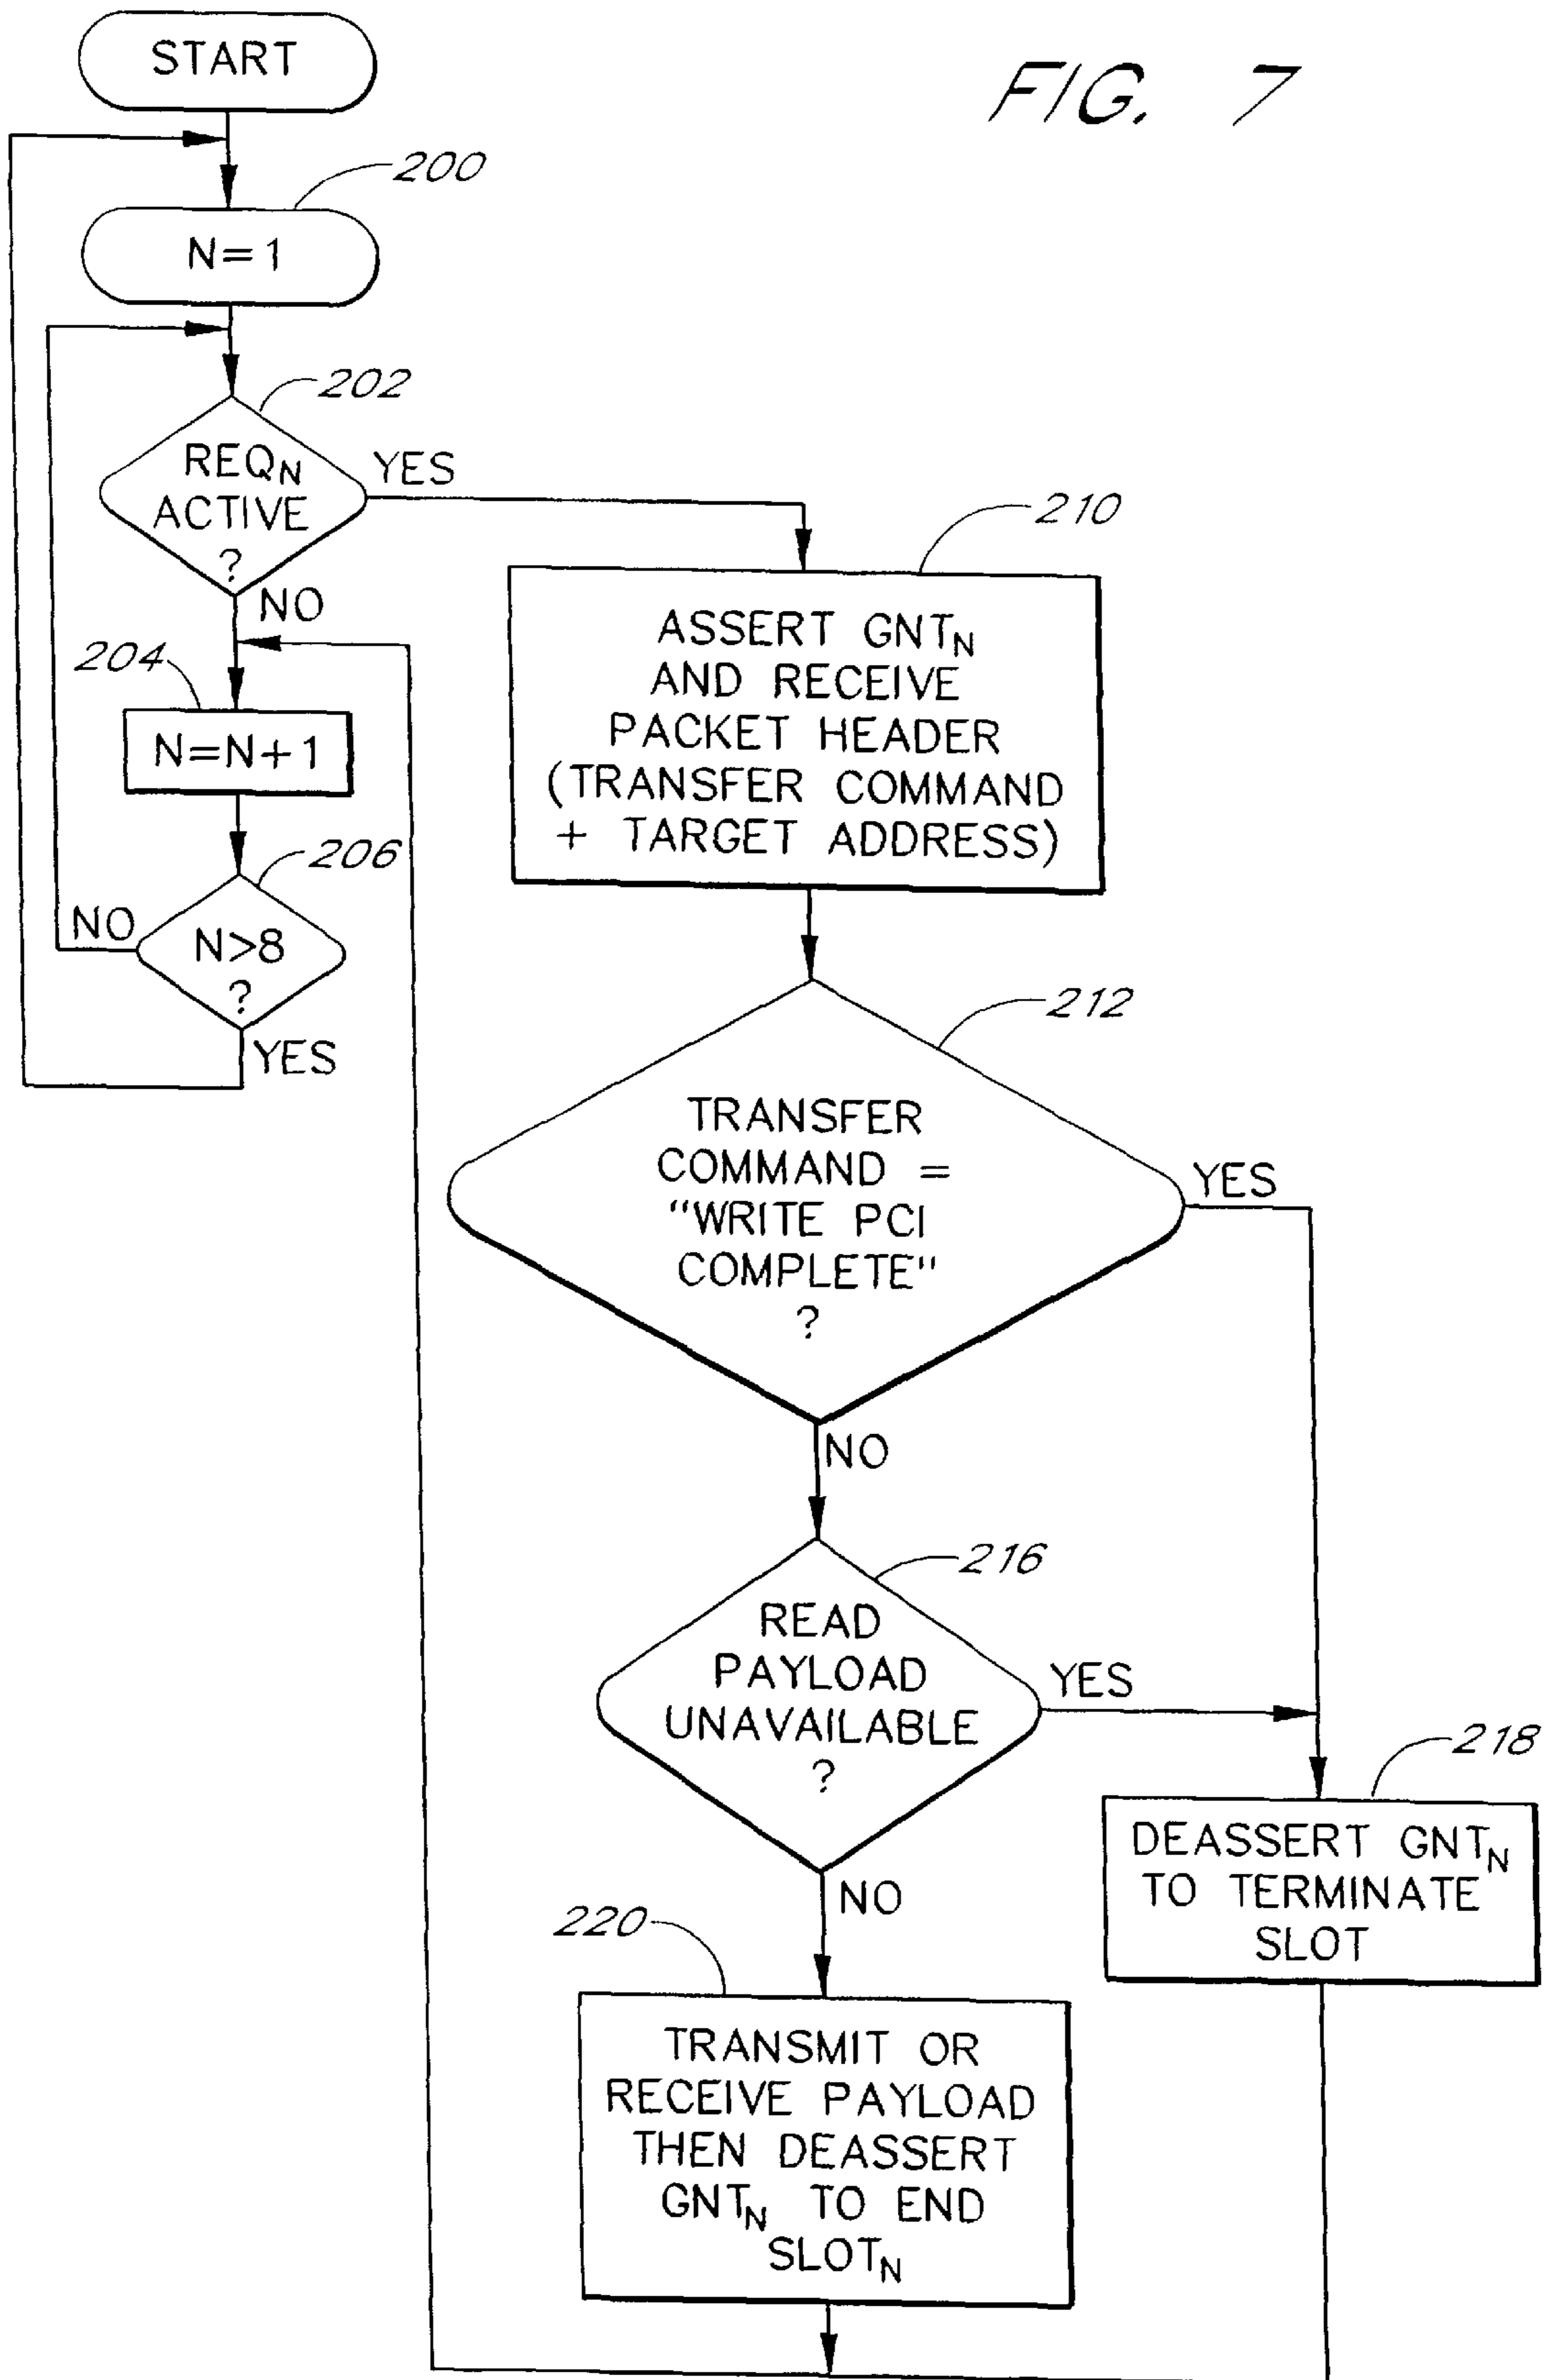 FIG. 7
START
200
N=1
202
REQN
ACTIVE
?
YES
NO
204
N=N+1
206
N>8
?
NO
YES
210
ASSERT GNTN
AND RECEIVE
PACKET HEADER
(TRANSFER COMMAND
+ TARGET ADDRESS)
212
TRANSFER
COMMAND =
"WRITE PCI
COMPLETE"
?
YES
NO
216
READ
PAYLOAD
UNAVAILABLE
?
YES
NO
218
DEASSERT GNTN
TO TERMINATE
SLOT
220
TRANSMIT OR
RECEIVE PAYLOAD
THEN DEASSERT
GNTN TO END
SLOTN